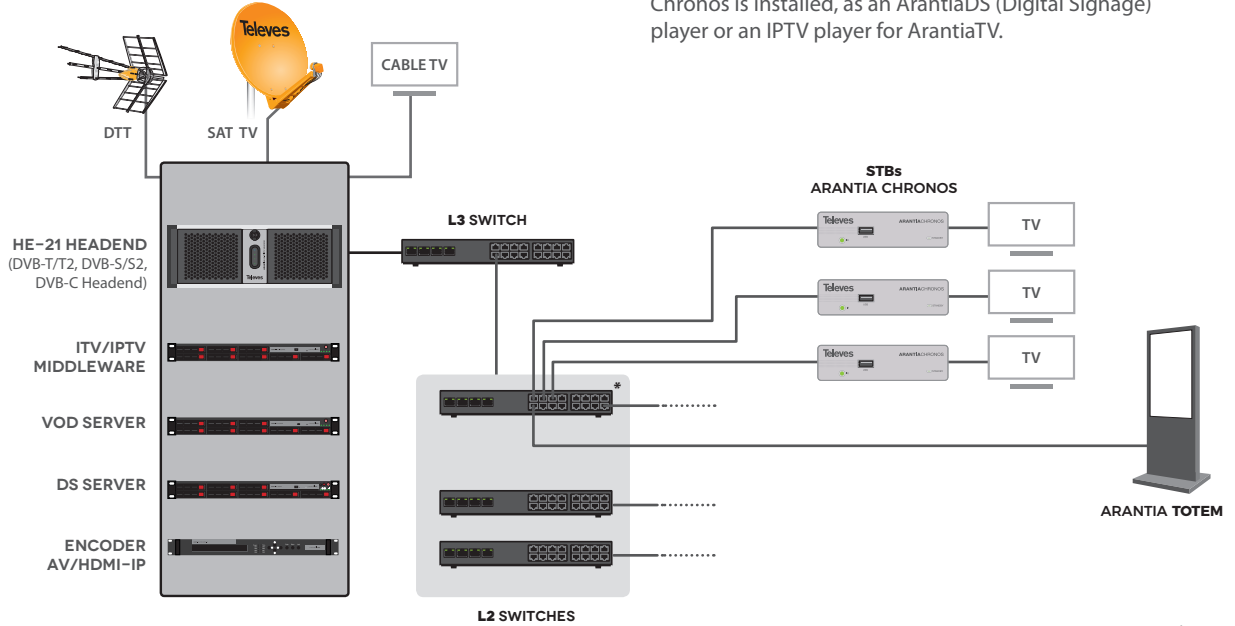 Chronos is installed, as an ArantiaDS (Digital Signage)
player or an IPTV player for ArantiaTV.
Televes
CABLE TV
DTT
SAT TV
STBs
ARANTIA CHRONOS
L3 SWITCH
HE-21 HEADEND
(DVB-T/T2, DVB-S/S2,
DVB-C Headend)
Televes
Televes
ARANTIACHRONOS
TV
Televes
ARANTIACHRONOS
TV
Televes
ARANTIACHRONOS
TV
ITV/IPTV
MIDDLEWARE
*
VOD SERVER
DS SERVER
ARANTIA TOTEM
ENCODER
AV/HDMI-IP
L2 SWITCHES